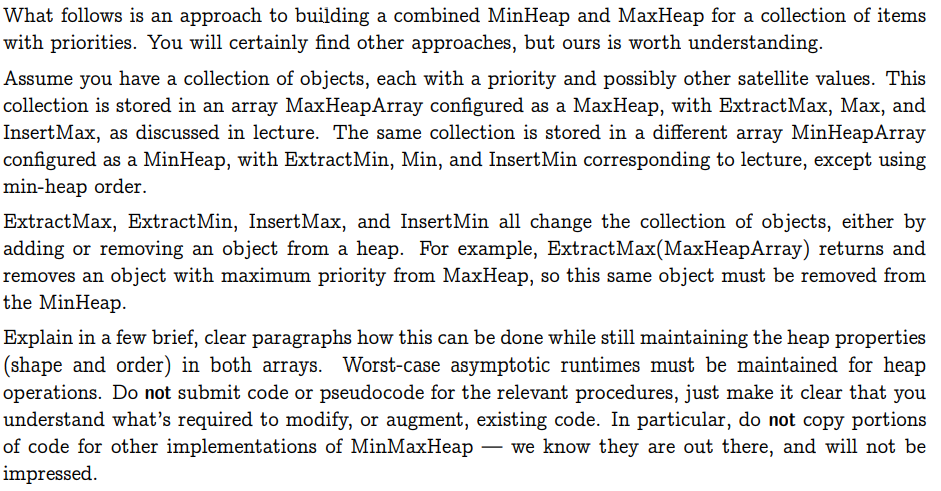 What follows is an approach to building a combined MinHeap and MaxHeap for a collection of items
with priorities. You will certainly find other approaches, but ours is worth understanding.
Assume you have a collection of objects, each with a priority and possibly other satellite values. This
collection is stored in an array MaxHeapArray configured as a MaxHeap, with ExtractMax, Max, and
InsertMax, as discussed in lecture. The same collection is stored in a different array MinHeapArray
configured as a MinHeap, with ExtractMin, Min, and InsertMin corresponding to lecture, except using
min-heap order.
ExtractMax, ExtractMin, InsertMax, and InsertMin all change the collection of objects, either by
adding or removing an object from a heap. For example, ExtractMax(MaxHeapArray) returns and
removes an object with maximum priority from MaxHeap, so this same object must be removed from
the MinHeap.
Explain in a few brief, clear paragraphs how this can be done while still maintaining the heap properties
(shape and order) in both arrays. Worst-case asymptotic runtimes must be maintained for heap
operations. Do not submit code or pseudocode for the relevant procedures, just make it clear that you
understand what's required to modify, or augment, existing code. In particular, do not copy portions
of code for other implementations of MinMaxHeap — we know they are out there, and will not be
impressed.